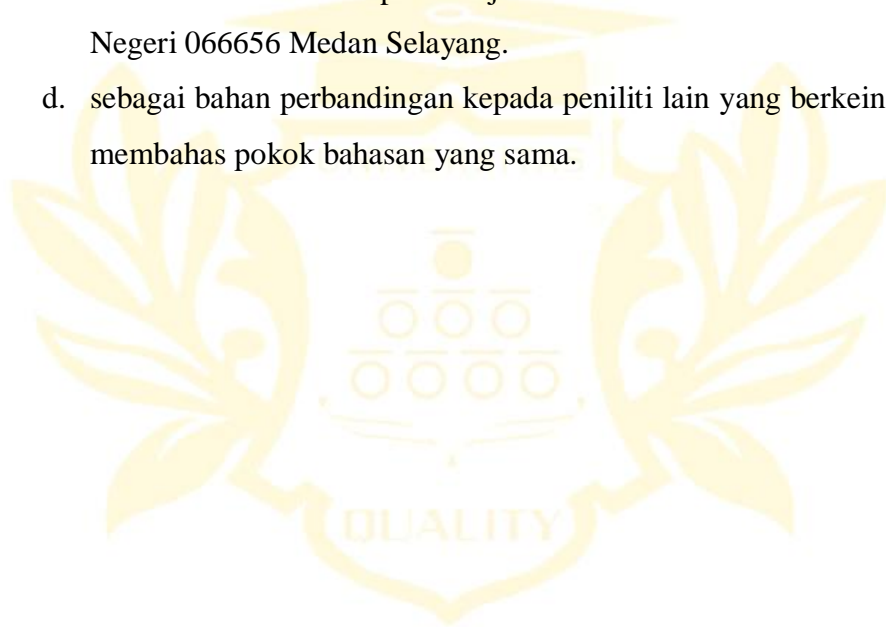 Negeri 066656 Medan Selayang.
d. sebagai bahan perbandingan kepada peniliti lain yang berkein
membahas pokok bahasan yang sama.
QUALITY